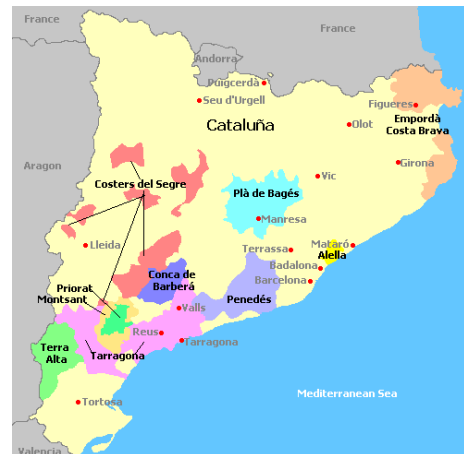 France
France
Andorra
Puigcerdà
Seu d'Urgell
Figueres
Empordà
Costa Brava
Cataluña
Olot
Aragon
Girona
Vic
Costers del Segre
Plà de Bagés
Manresa
Lleida
Terrassa
Mataró
Alella
Badalona
Barcelona
Conca de
Barberá
Priorat
Montsant
Penedés
Valls
Reus
Tarragona
Terra
Alta
Tarragona
Mediterranean Sea
Tortosa
Valencia